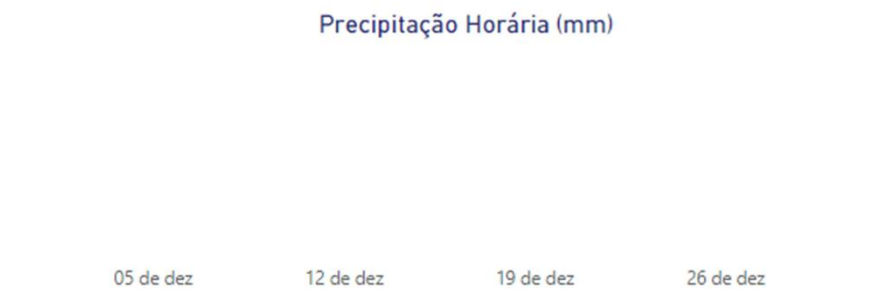 Precipitação Horária (mm)
05 de dez 12 de dez 19 de dez 26 de dez